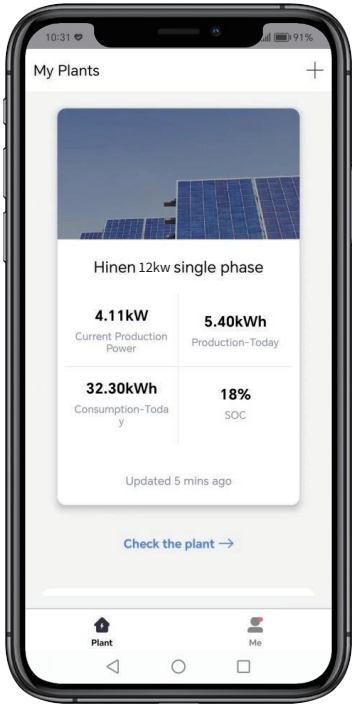 10:31
91%
My Plants
Hinen 12kw single phase
4.11kW
Current Production
Power
5.40kWh
Production-Today
32.30kWh
Consumption-Toda
y
18%
SOC
Updated 5 mins ago
Check the plant →
Plant
Me